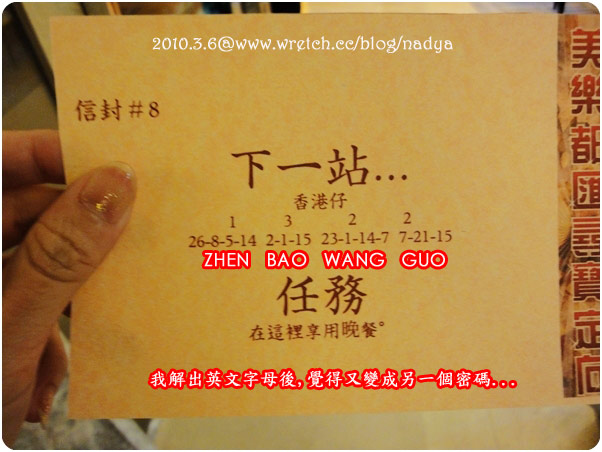 2010.3.6@www.wretch.cc/blog/nadya
信封#8
下一站...
香港仔
1 3 2 2
26-8-5-14 2-1-15 23-1-14-7 7-21-15
ZHEN BAO WANG GUO
任務
在這裡享用晚餐。
我解出英文字母後,覺得又變成另一個密碼...
美樂都匯尋寶定向